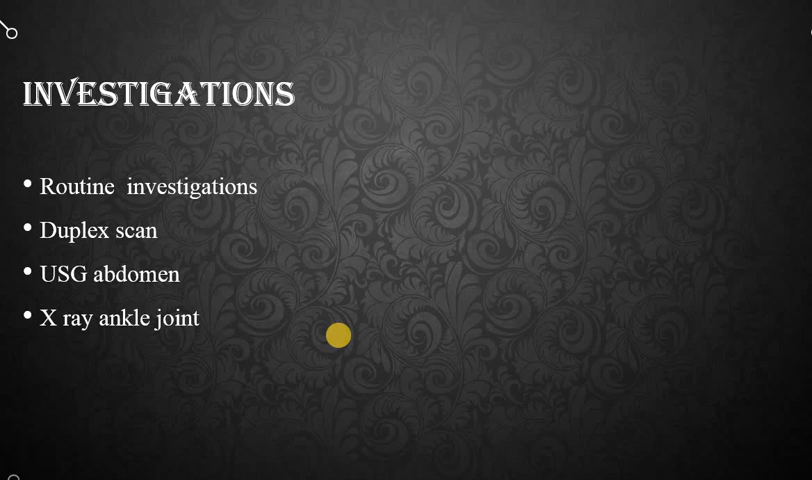 INVESTIGATIONS
• Routine  investigations
• Duplex scan
• USG abdomen
• X ray ankle joint